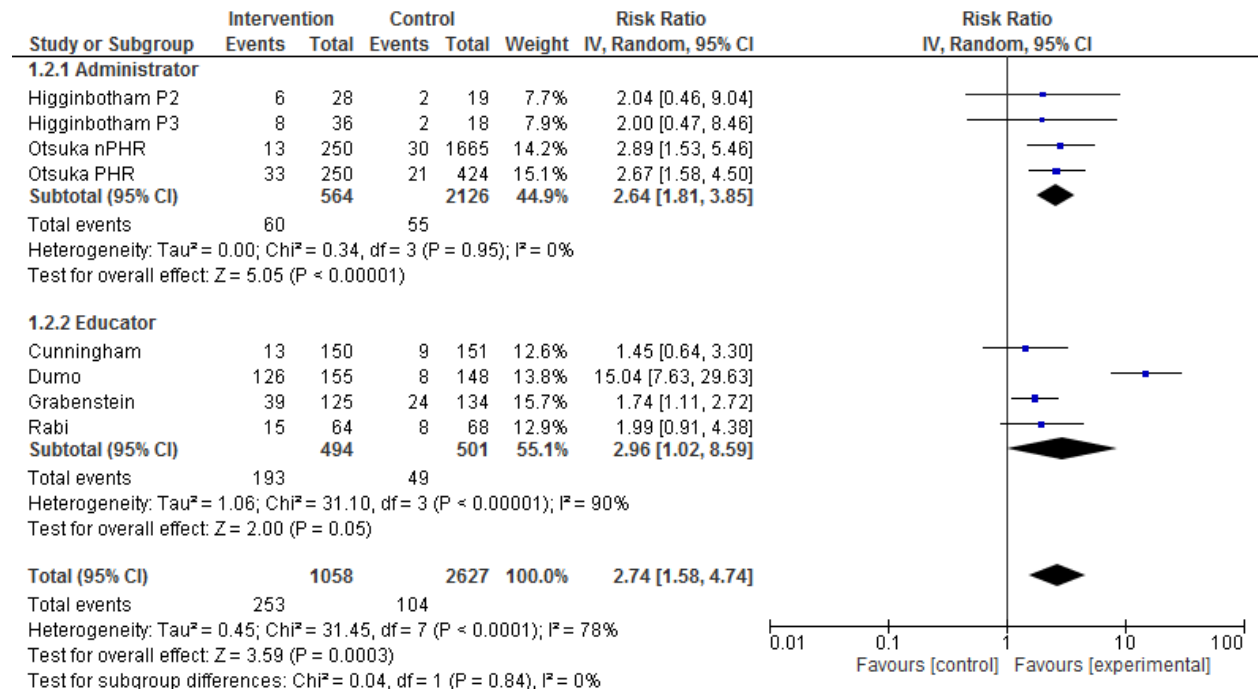 Intervention Control Risk Ratio Risk Ratio
Study or Subgroup Events Total Events Total Weight IV, Random, 95% CI IV, Random, 95% CI
1.2.1 Administrator
Higginbotham P2 6 28 2 19 7.7% 2.04 [0.46, 9.04]
Higginbotham P3 8 36 2 18 7.9% 2.00 [0.47, 8.46]
Otsuka nPHR 13 250 30 1665 14.2% 2.89 [1.53, 5.46]
Otsuka PHR 33 250 21 424 15.1% 2.67 [1.58, 4.50]
Subtotal (95% CI) 564 2126 44.9% 2.64 [1.81, 3.85]
Total events 60 55
Heterogeneity: Tau² = 0.00; Chi² = 0.34, df = 3 (P = 0.95); I² = 0%
Test for overall effect: Z = 5.05 (P < 0.00001)
1.2.2 Educator
Cunningham 13 150 9 151 12.6% 1.45 [0.64, 3.30]
Dumo 126 155 8 148 13.8% 15.04 [7.63, 29.63]
Grabenstein 39 125 24 134 15.7% 1.74 [1.11, 2.72]
Rabi 15 64 8 68 12.9% 1.99 [0.91, 4.38]
Subtotal (95% CI) 494 501 55.1% 2.96 [1.02, 8.59]
Total events 193 49
Heterogeneity: Tau² = 1.06; Chi² = 31.10, df = 3 (P < 0.00001); I² = 90%
Test for overall effect: Z = 2.00 (P = 0.05)
Total (95% CI) 1058 2627 100.0% 2.74 [1.58, 4.74]
Total events 253 104
Heterogeneity: Tau² = 0.45; Chi² = 31.45, df = 7 (P < 0.0001); I² = 78%
Test for overall effect: Z = 3.59 (P = 0.0003)
Test for subgroup differences: Chi² = 0.04, df = 1 (P = 0.84), I² = 0%
0.01 0.1 1 10 100
Favours [control] Favours [experimental]